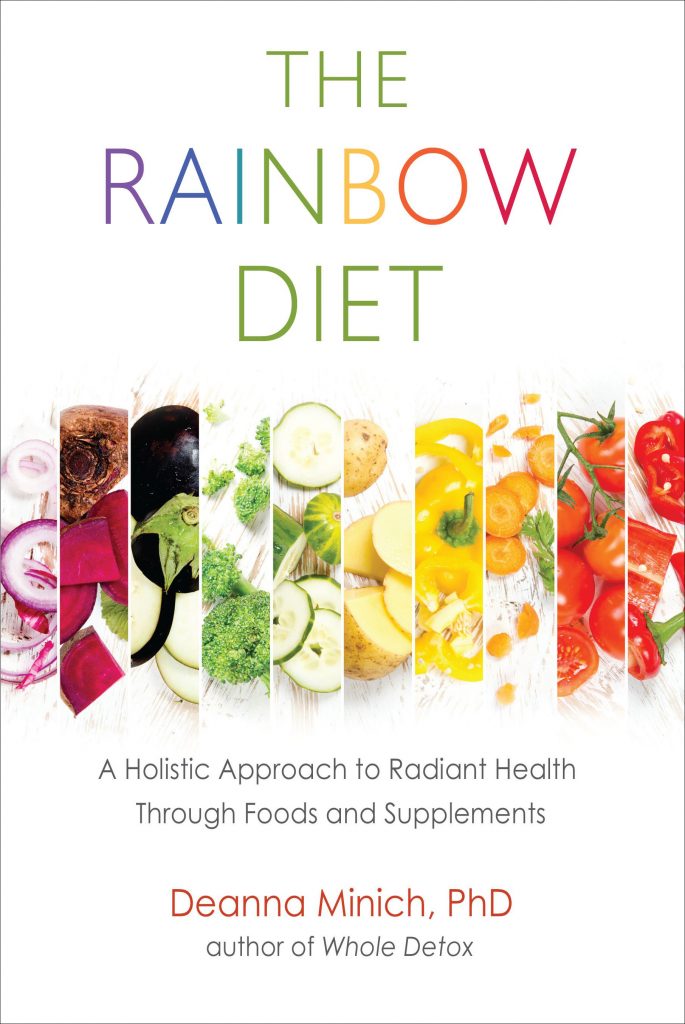 THE
RAINBOW
DIET
A Holistic Approach to Radiant Health
Through Foods and Supplements
Deanna Minich, PhD
author of Whole Detox